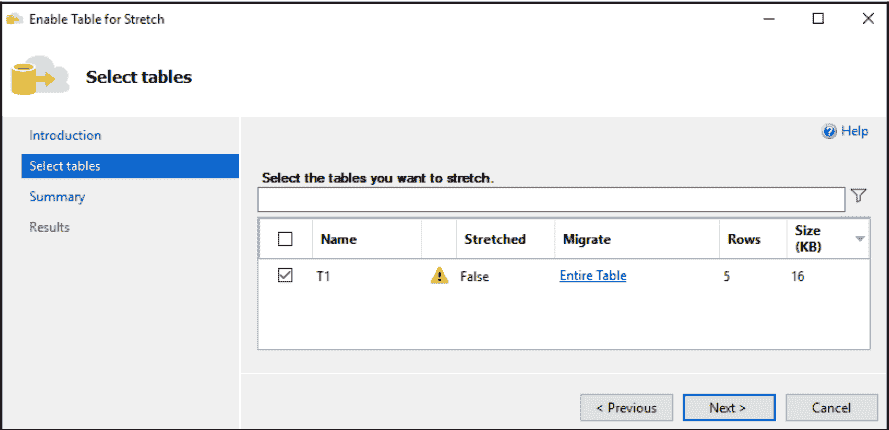 Enable Table for Stretch
Select tables
Introduction
Select tables
Summary
Results
Help
Select the tables you want to stretch.
Name Stretched Migrate Rows Size (KB)
T1 False Entire Table 5 16
< Previous Next > Cancel